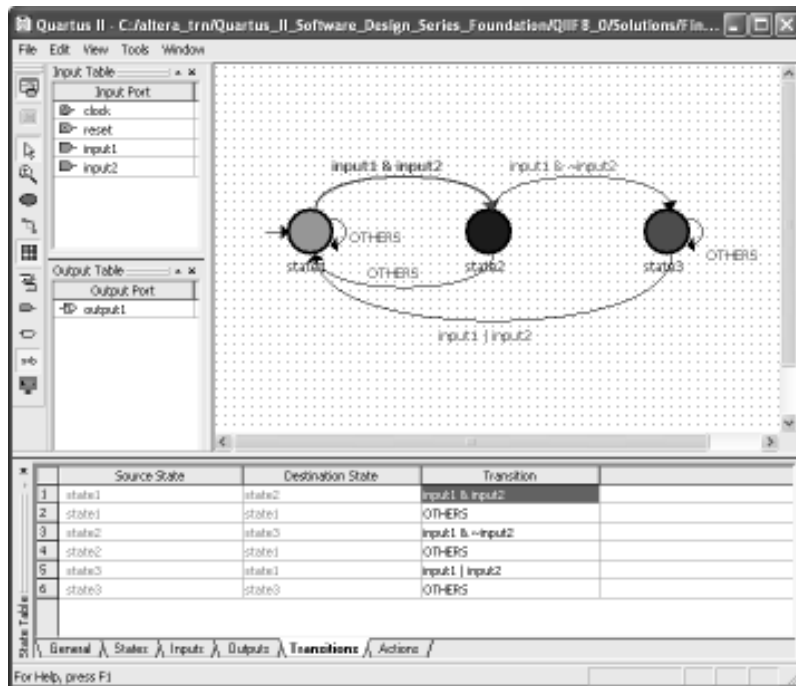 Quartus II - C:/altera_trn/Quartus_II_Software_Design_Series_Foundation/QIIF8_0/Solutions/Fin...
File Edit View Tools Window
Input Table
Input Port
clock
reset
input1
input2
Output Table
Output Port
output1
input1 & input2
input1 & ~input2
OTHERS
OTHERS
state1
OTHERS
state2
state3
input1 | input2
Source State Destination State Transition
1 state1 state2 input1 & input2
2 state1 state1 OTHERS
3 state2 state3 input1 & ~input2
4 state2 state1 OTHERS
5 state3 state1 input1 | input2
6 state3 state3 OTHERS
State Table
General States Inputs Outputs Transitions Actions
For Help, press F1